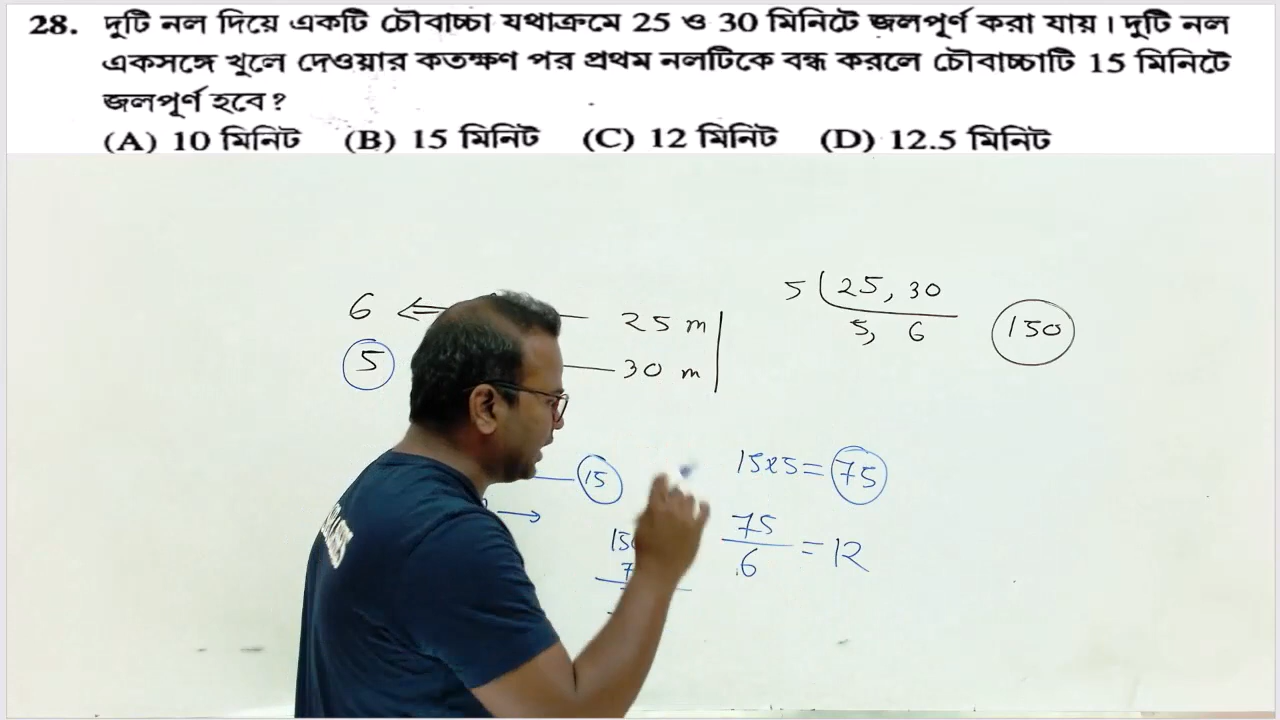 28. দুটি নল দিয়ে একটি চৌবাচ্চা যথাক্রমে 25 ও 30 মিনিটে জলপূর্ণ করা যায়। দুটি নল
একসঙ্গে খুলে দেওয়ার কতক্ষণ পর প্রথম নলটিকে বন্ধ করলে চৌবাচ্চাটি 15 মিনিটে
জলপূর্ণ হবে?
(A) 10 মিনিট (B) 15 মিনিট (C) 12 মিনিট (D) 12.5 মিনিট
5 25, 30
5, 6 150
6 25 m
5 30 m
15 15x5 = 75
75
6 = 12